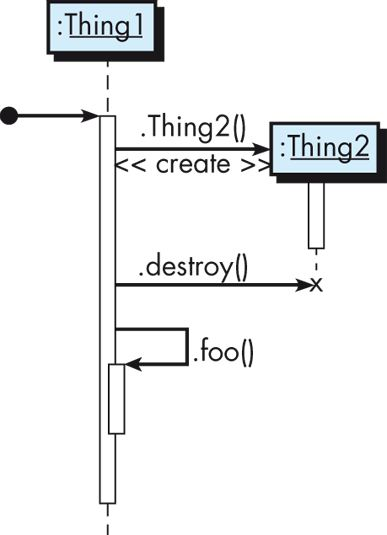 :Thing1
.Thing2()
<< create >>
:Thing2
.destroy()
x
.foo()